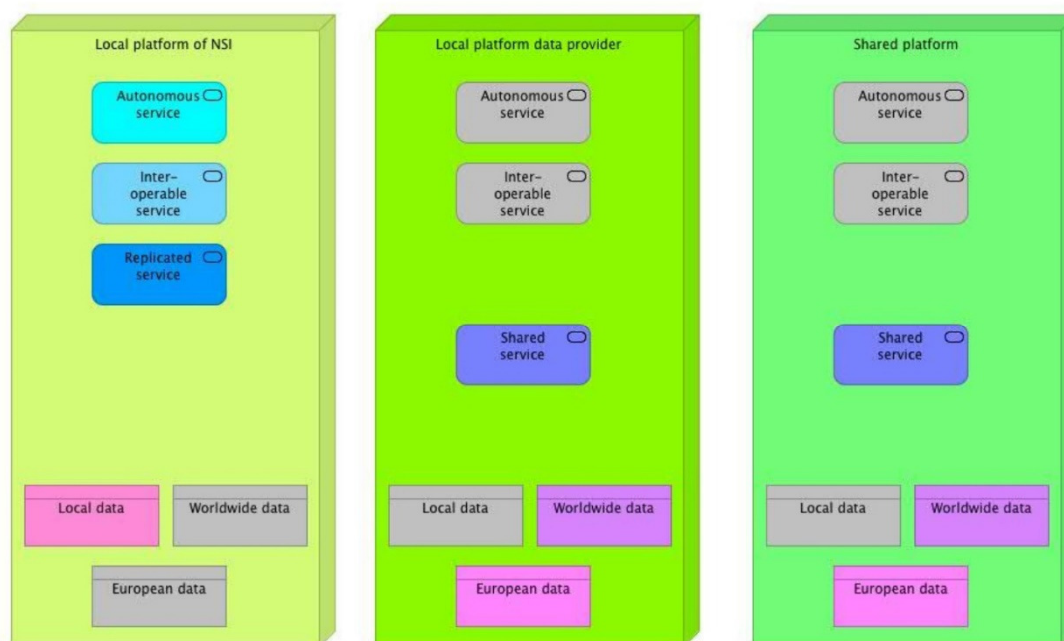 Local platform of NSI
Autonomous
service
Inter-
operable
service
Replicated
service
Local data
Worldwide data
European data
Local platform data provider
Autonomous
service
Inter-
operable
service
Shared
service
Local data
Worldwide data
European data
Shared platform
Autonomous
service
Inter-
operable
service
Shared
service
Local data
Worldwide data
European data